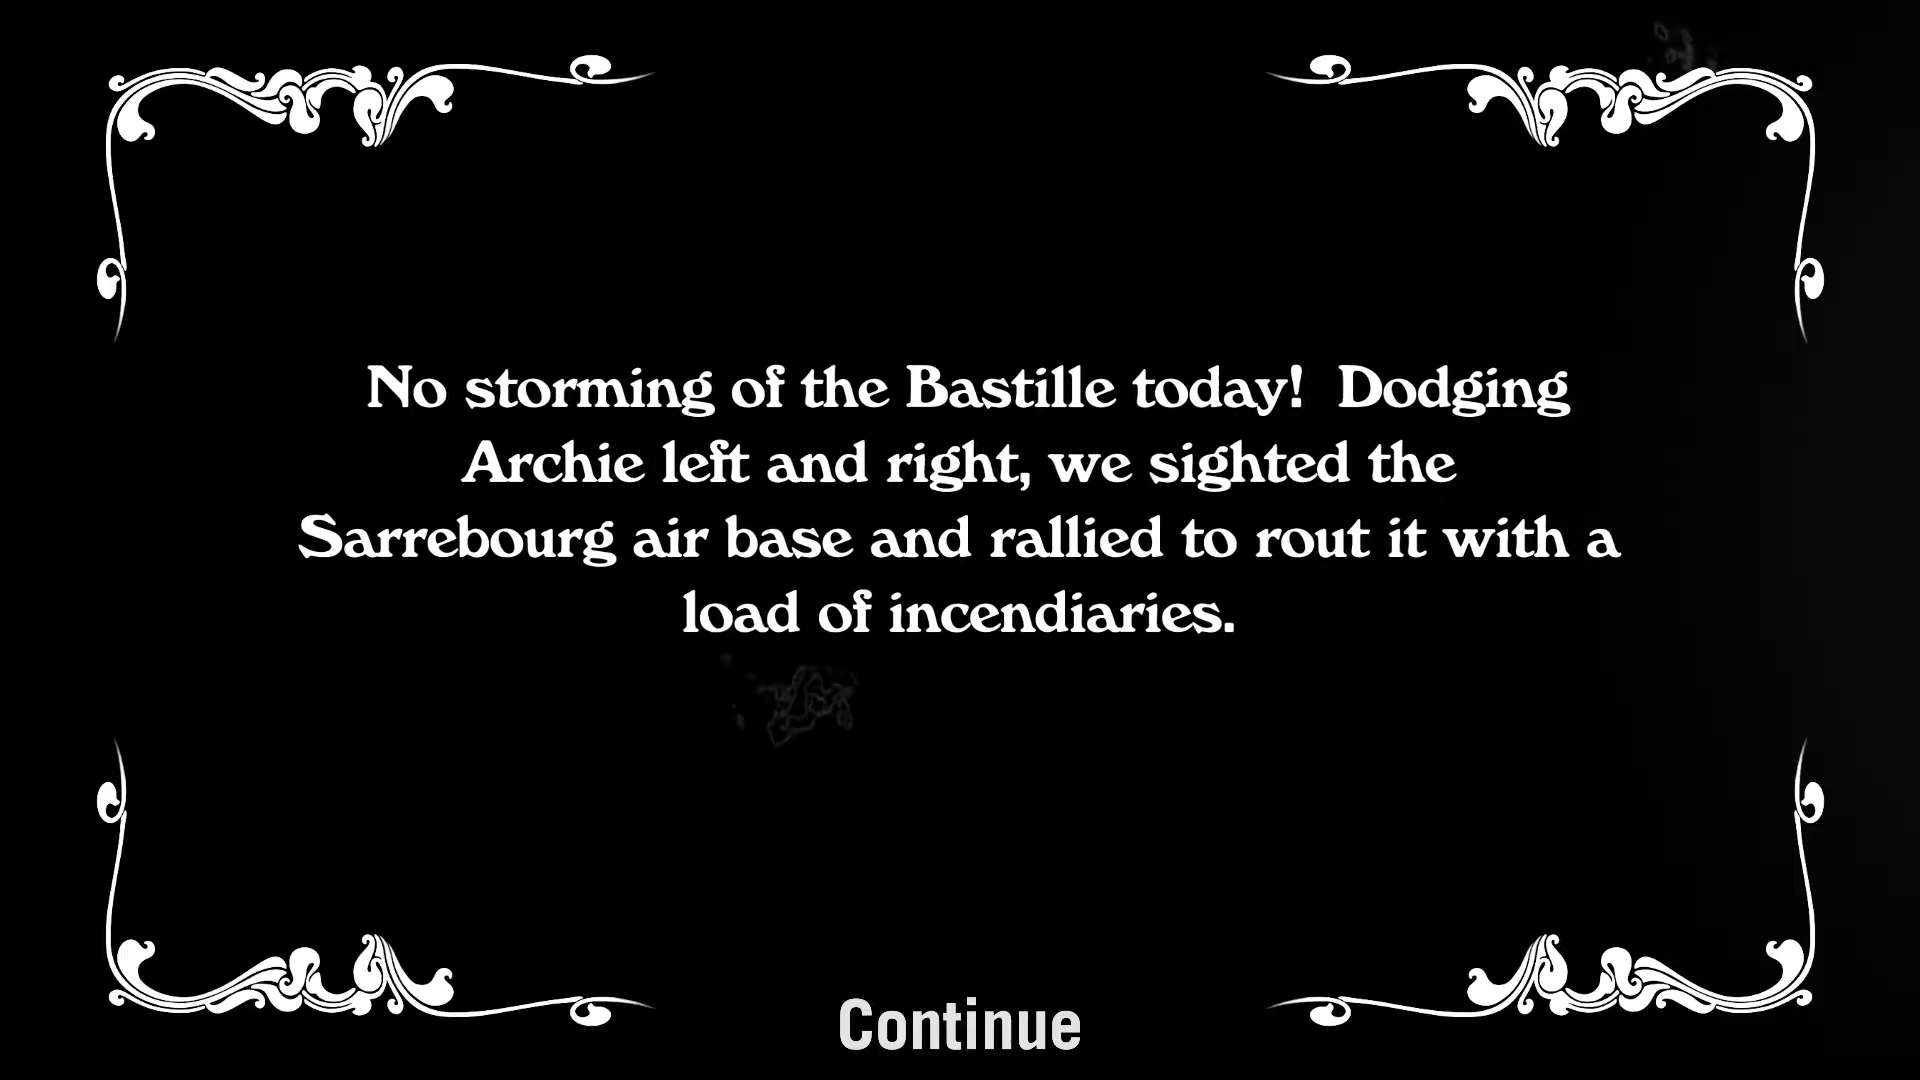 No storming of the Bastille today!  Dodging
Archie left and right, we sighted the
Sarrebourg air base and rallied to rout it with a
load of incendiaries.
Continue